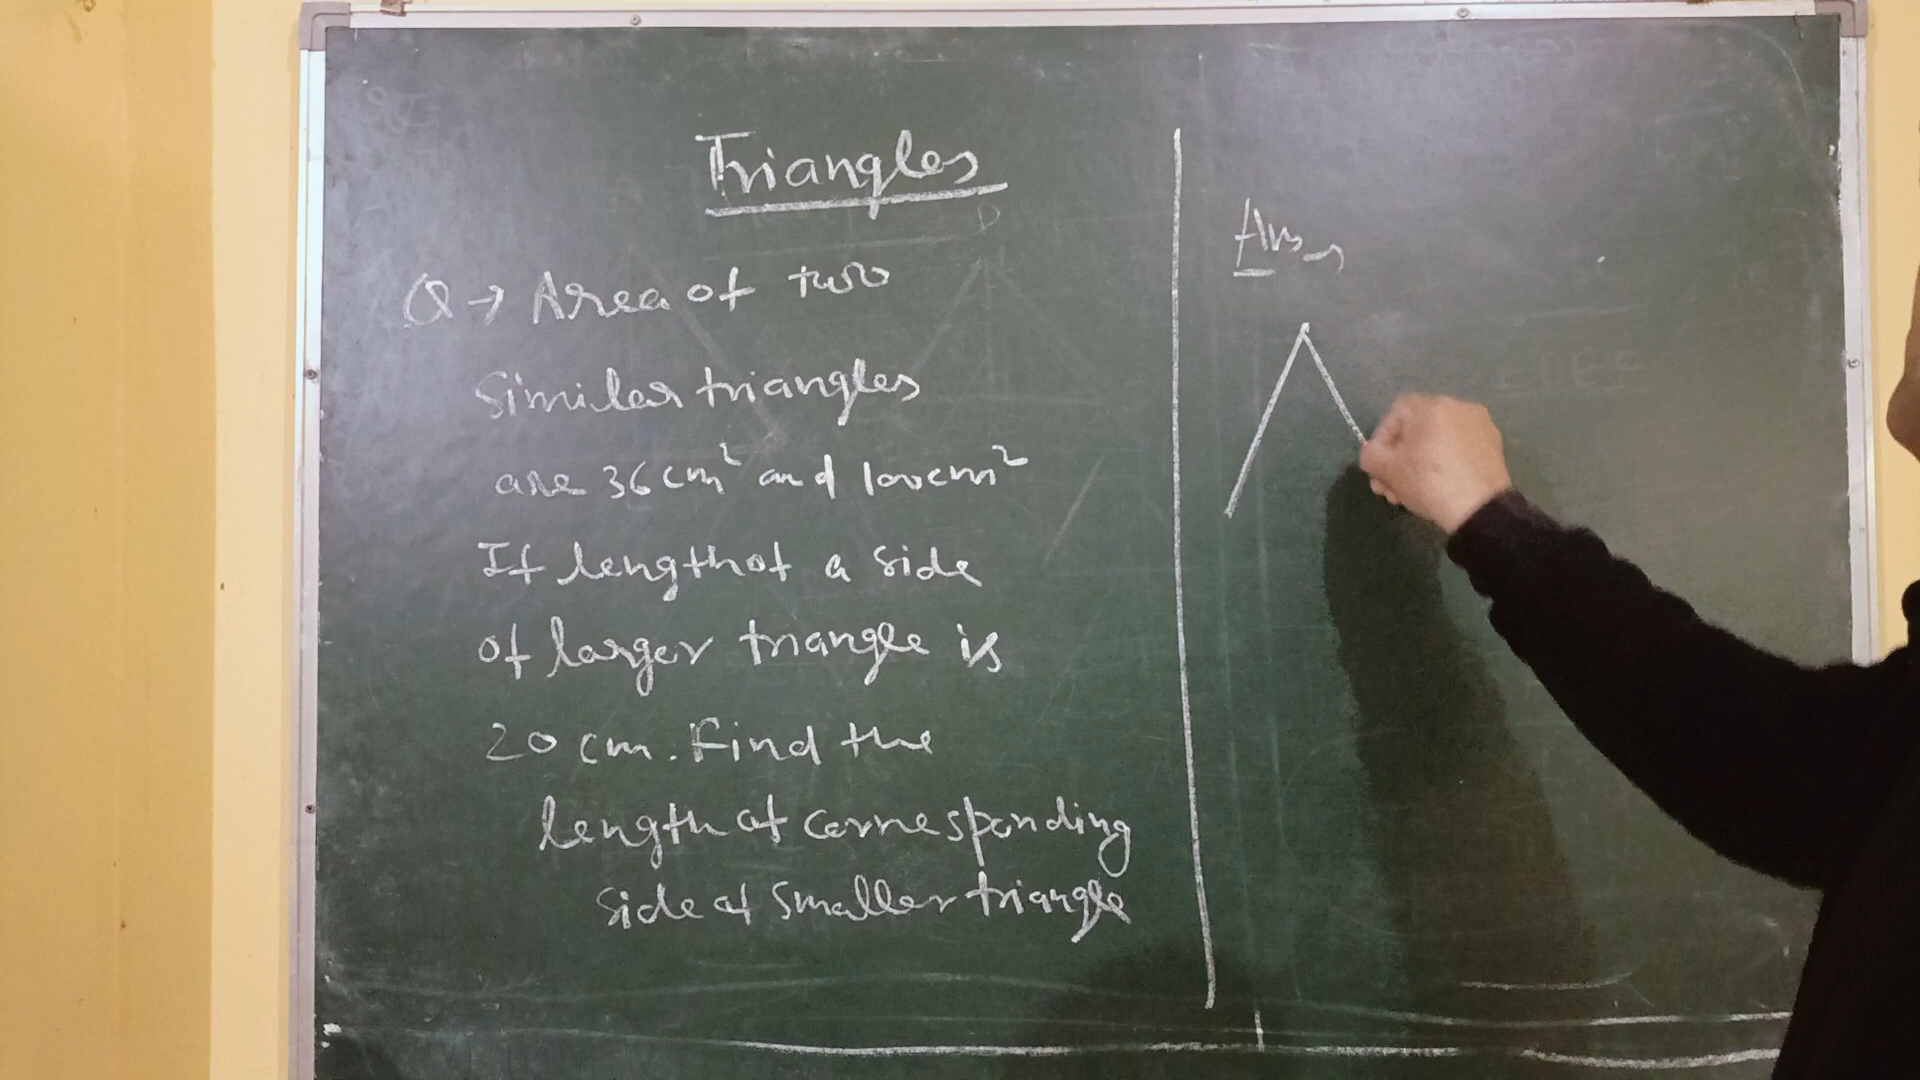 Triangles
Q → Area of two
Similar triangles
are 36 cm² and 100 cm²
If length of a side
of larger triangle is
20 cm. Find the
length of corresponding
side of smaller triangle
Ans